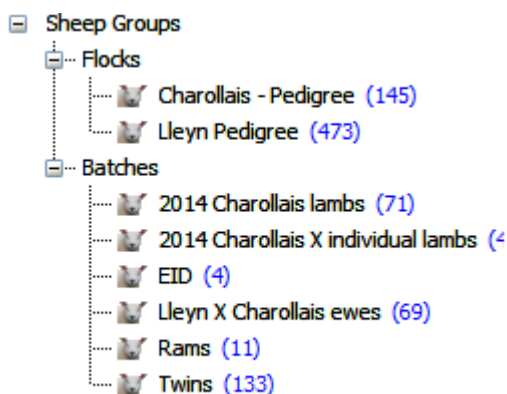 Sheep Groups
Flocks
Charollais - Pedigree (145)
Lleyn Pedigree (473)
Batches
2014 Charollais lambs (71)
2014 Charollais X individual lambs
EID (4)
Lleyn X Charollais ewes (69)
Rams (11)
Twins (133)